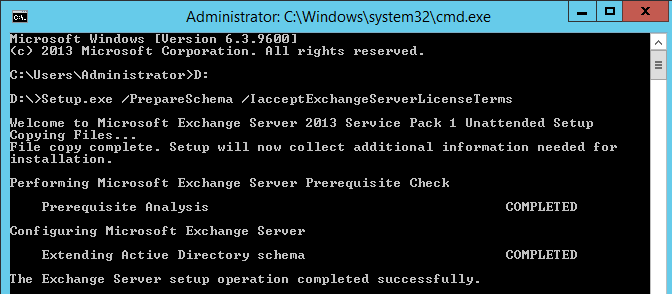 Administrator: C:\Windows\system32\cmd.exe
Microsoft Windows [Version 6.3.9600]
(c) 2013 Microsoft Corporation. All rights reserved.
C:\Users\Administrator>D:
D:\>Setup.exe /PrepareSchema /IacceptExchangeServerLicenseTerms
Welcome to Microsoft Exchange Server 2013 Service Pack 1 Unattended Setup
Copying Files...
File copy complete. Setup will now collect additional information needed for
installation.
Performing Microsoft Exchange Server Prerequisite Check
Prerequisite Analysis COMPLETED
Configuring Microsoft Exchange Server
Extending Active Directory schema COMPLETED
The Exchange Server setup operation completed successfully.